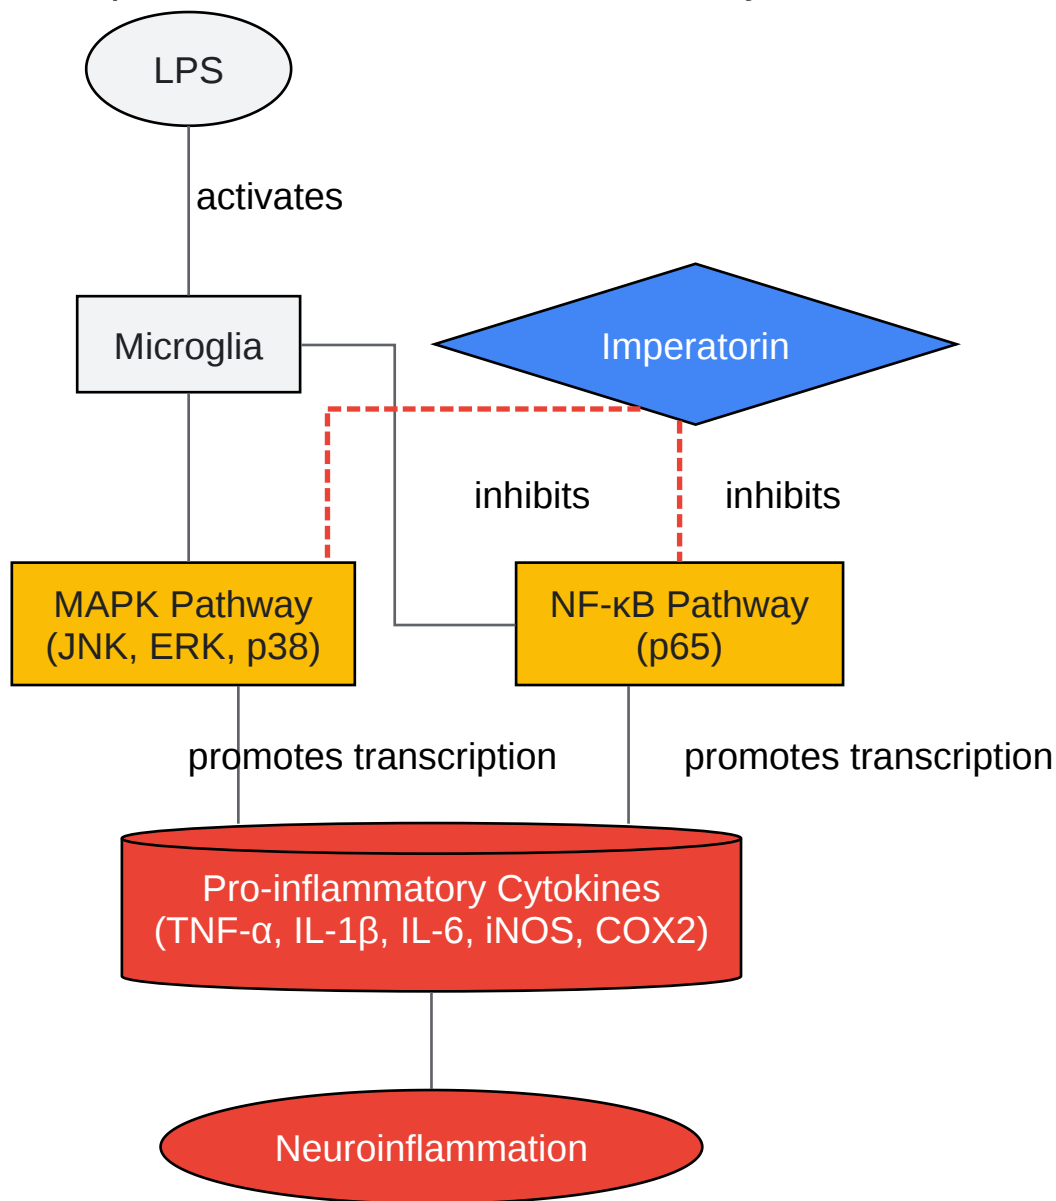 LPS
activates
Microglia
Imperatorin
inhibits
inhibits
MAPK Pathway
(JNK, ERK, p38)
NF-κB Pathway
(p65)
promotes transcription
promotes transcription
Pro-inflammatory Cytokines
(TNF-α, IL-1β, IL-6, iNOS, COX2)
Neuroinflammation